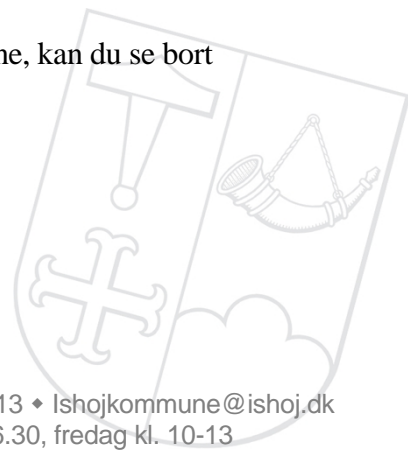 ne, kan du se bort
13 ◆ Ishojkommune@ishoj.dk
6.30, fredag kl. 10-13